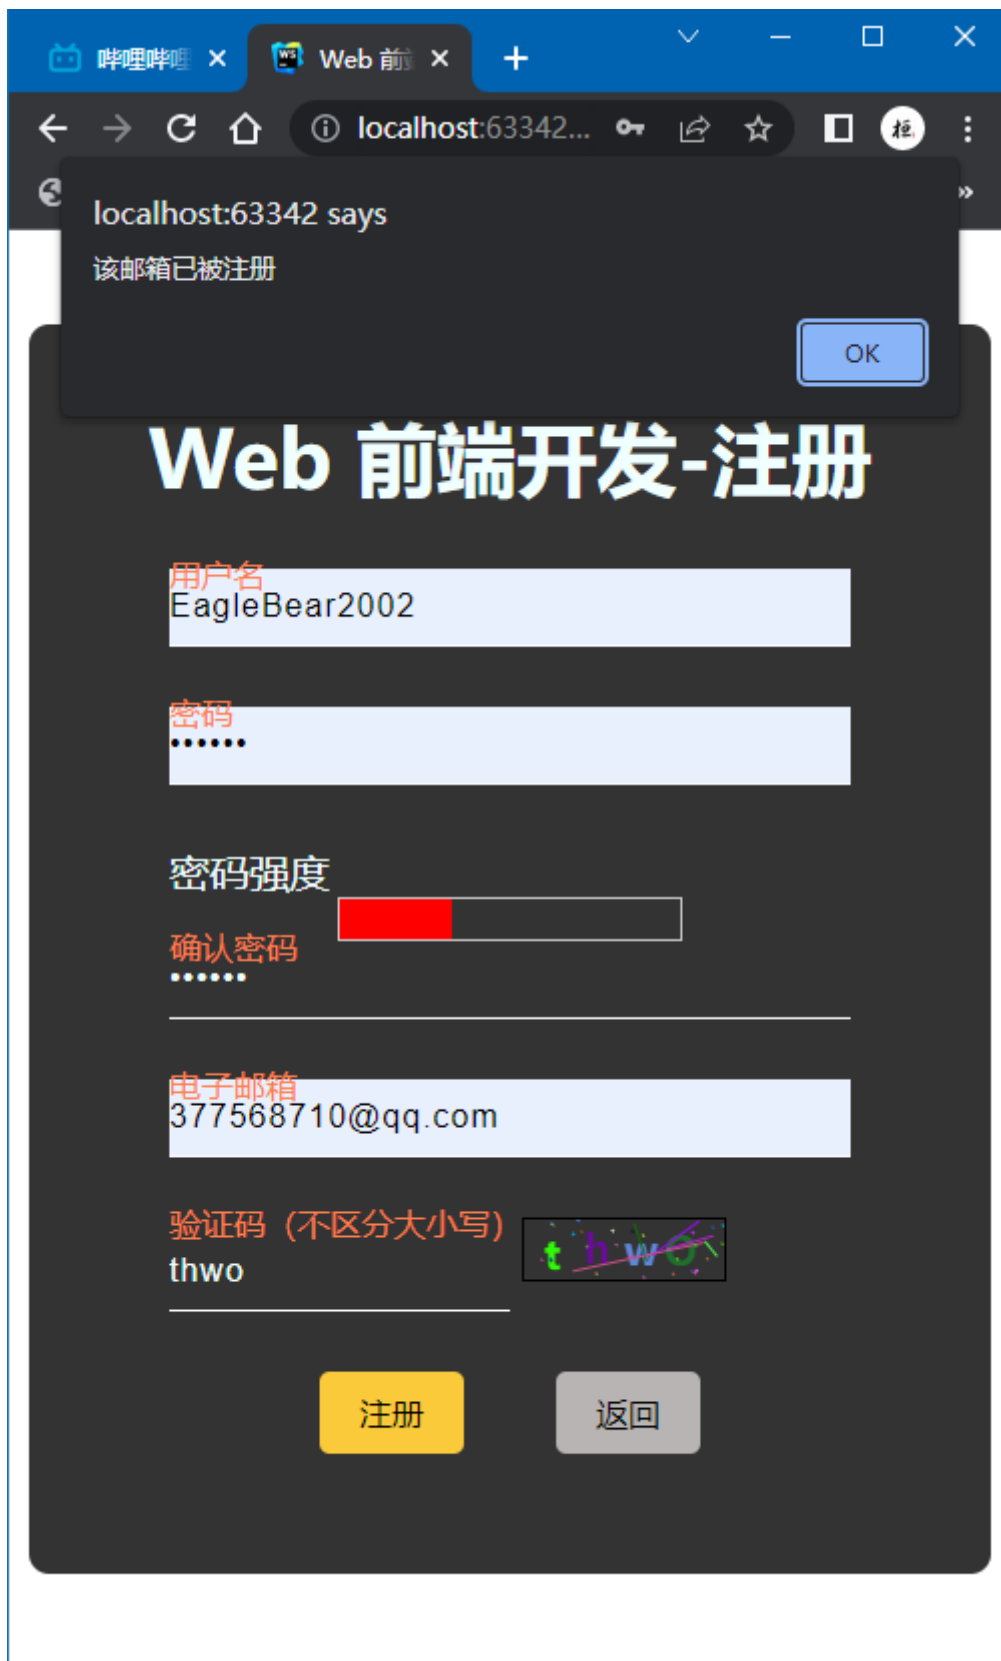 哔哩哔哩
Web 前端
localhost:63342...
localhost:63342 says
该邮箱已被注册
OK
Web 前端开发-注册
用户名
EagleBear2002
密码
••••••
密码强度
确认密码
••••••
电子邮箱
377568710@qq.com
验证码（不区分大小写）
thwO
thwo
注册
返回